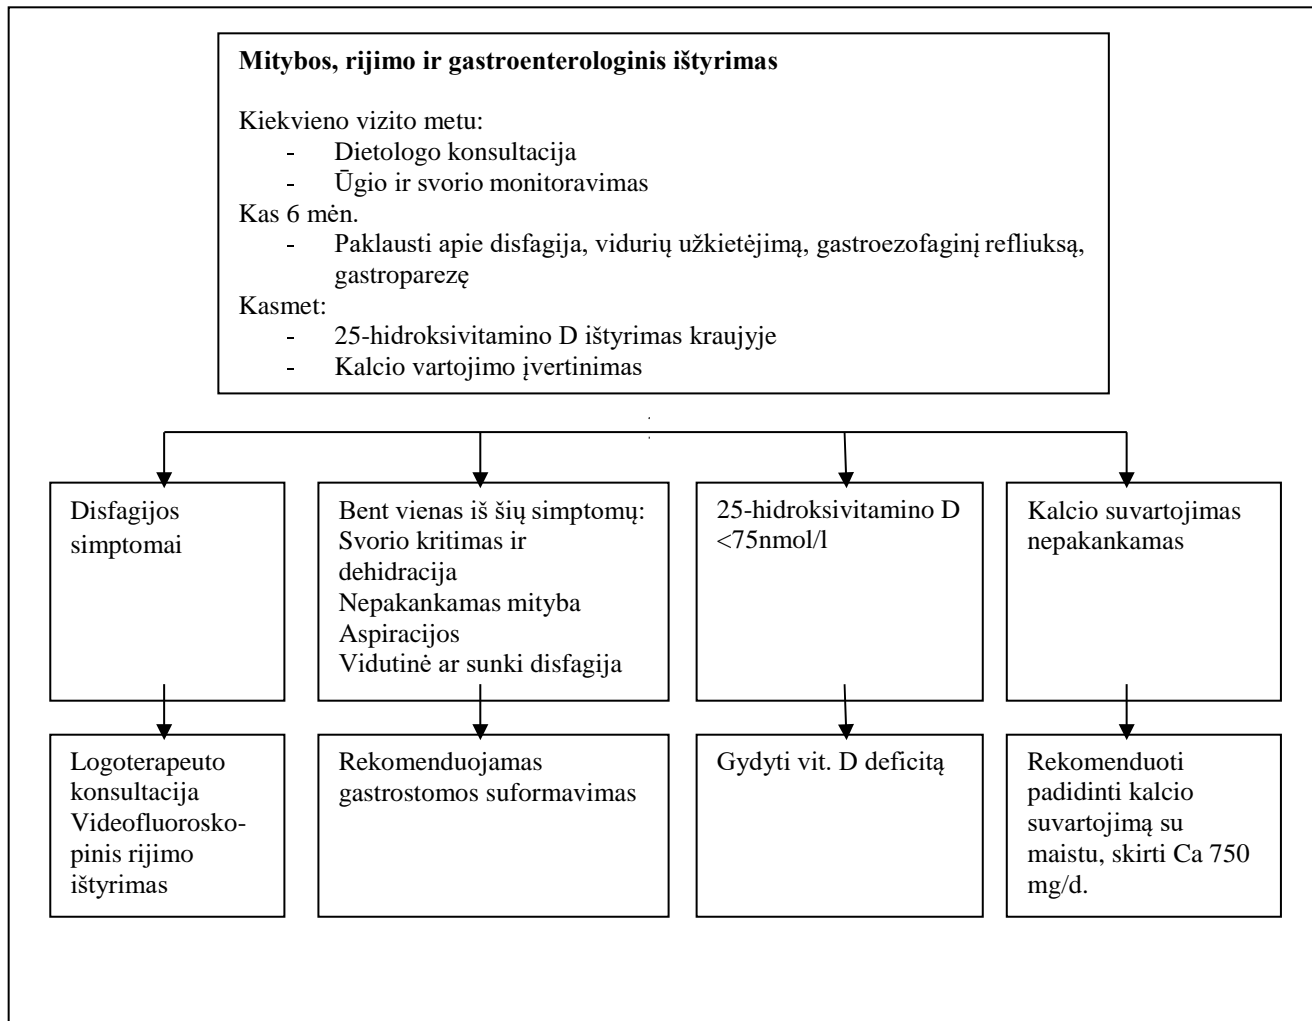 Mitybos, rijimo ir gastroenterologinis ištyrimas
Kiekvieno vizito metu:
- Dietologo konsultacija
- Ūgio ir svorio monitoravimas
Kas 6 mėn.
- Paklausti apie disfagija, vidurių užkietėjimą, gastroezofaginį refliuksą,
gastroparezę
Kasmet:
- 25-hidroksivitamino D ištyrimas kraujyje
- Kalcio vartojimo įvertinimas
Disfagijos
simptomai
Bent vienas iš šių simptomų:
Svorio kritimas ir
dehidracija
Nepakankamas mityba
Aspiracijos
Vidutinė ar sunki disfagija
25-hidroksivitamino D
<75nmol/l
Kalcio suvartojimas
nepakankamas
Logoterapeuto
konsultacija
Videofluorosko-
pinis rijimo
ištyrimas
Rekomenduojamas
gastrostomos suformavimas
Gydyti vit. D deficitą
Rekomenduoti
padidinti kalcio
suvartojimą su
maistu, skirti Ca 750
mg/d.